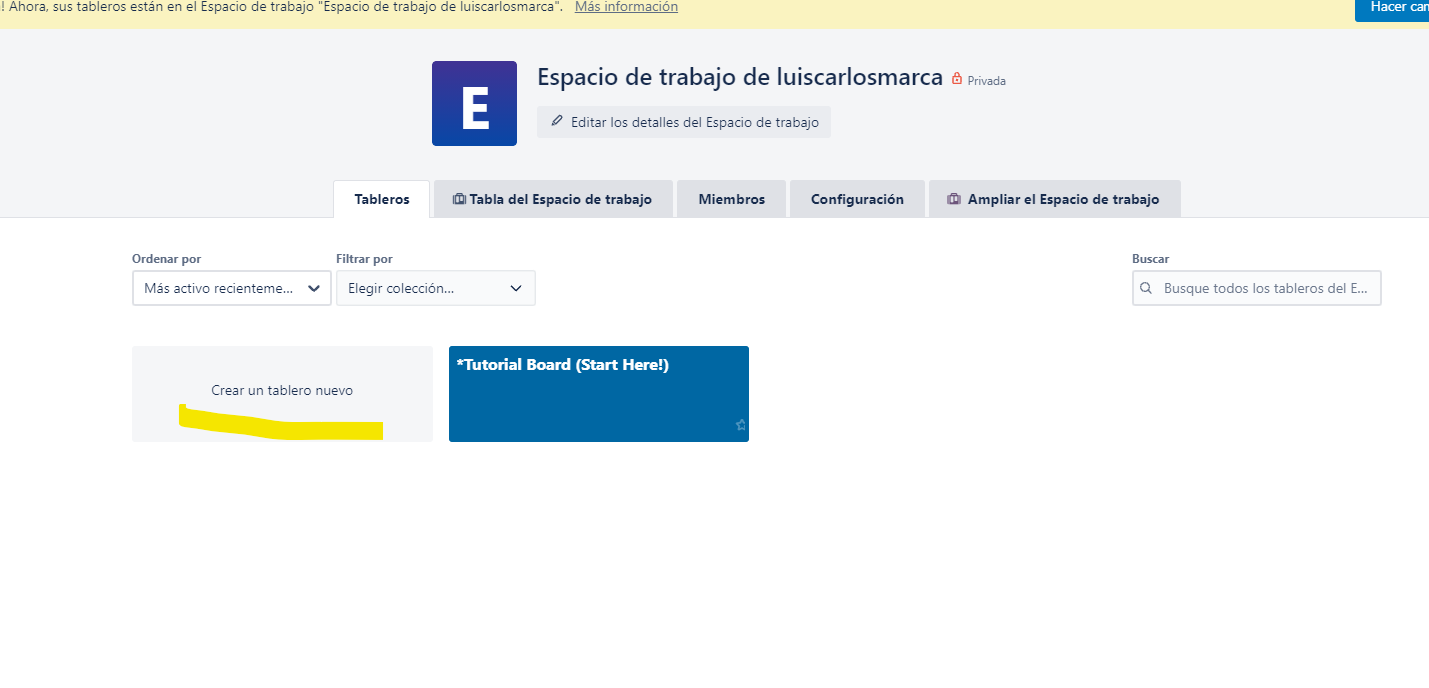 ! Ahora, sus tableros están en el Espacio de trabajo "Espacio de trabajo de luiscarlosmarca". Más información
Hacer cam
E
Espacio de trabajo de luiscarlosmarca Privada
Editar los detalles del Espacio de trabajo
Tableros Tabla del Espacio de trabajo Miembros Configuración Ampliar el Espacio de trabajo
Ordenar por Filtrar por Buscar
Más activo recienteme... Elegir colección... Busque todos los tableros del E...
*Tutorial Board (Start Here!)
Crear un tablero nuevo